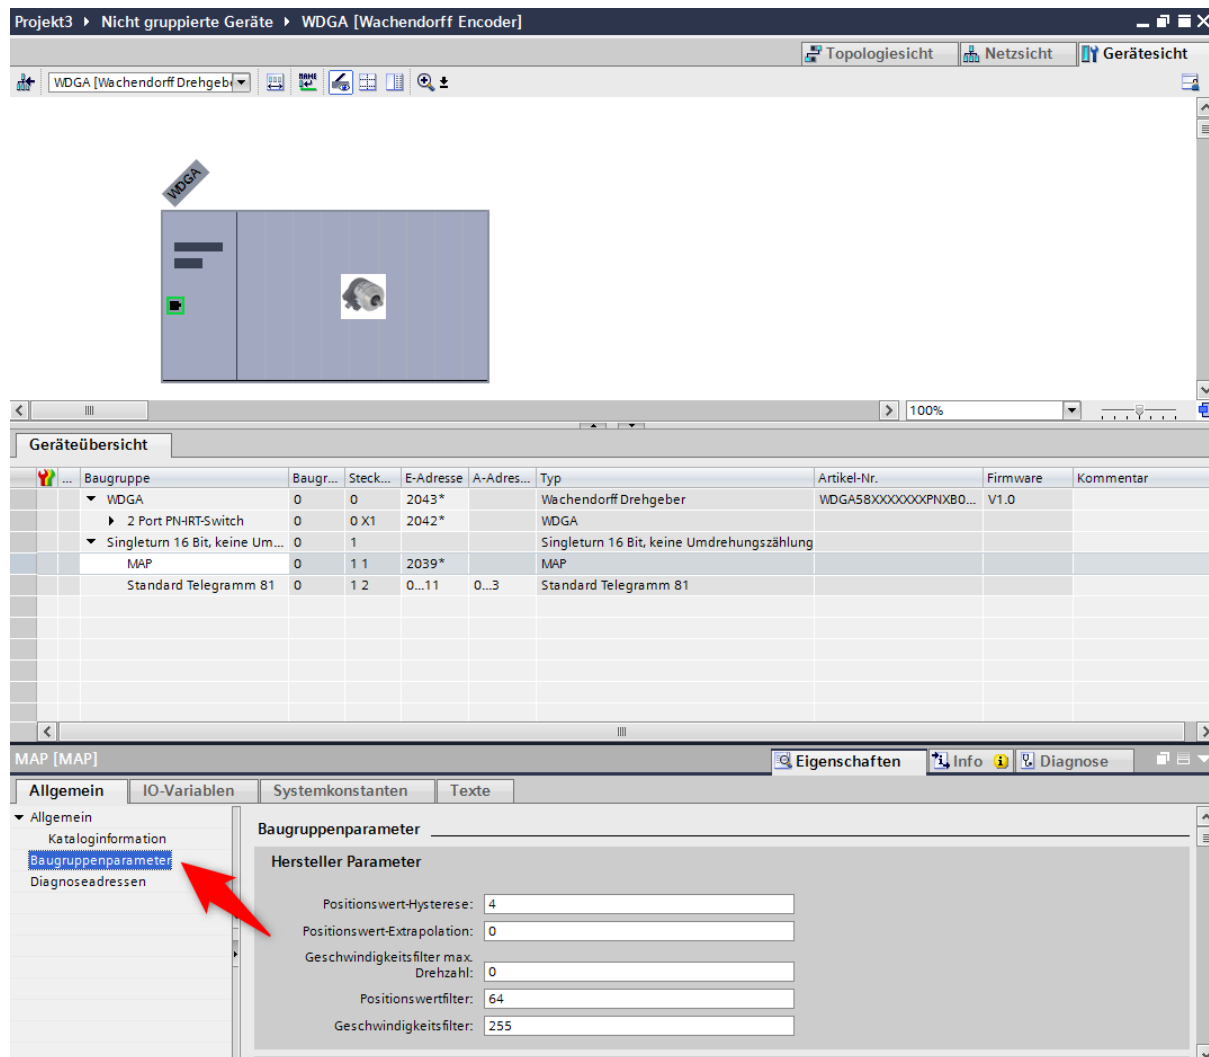 Projekt3 ▸ Nicht gruppierte Geräte ▸ WDGA [Wachendorff Encoder]
Topologiesicht Netzsicht Gerätesicht
WDGA [Wachendorff Drehgeb
WDGA
100%
Geräteübersicht
... Baugruppe Baugr... Steck... E-Adresse A-Adres... Typ Artikel-Nr. Firmware Kommentar
WDGA 0 0 2043* Wachendorff Drehgeber WDGA58XXXXXXXPNXB0... V1.0
2 Port PN-IRT-Switch 0 0 X1 2042* WDGA
Singleturn 16 Bit, keine Um... 0 1 Singleturn 16 Bit, keine Umdrehungszählung
MAP 0 1 1 2039* MAP
Standard Telegramm 81 0 1 2 0...11 0...3 Standard Telegramm 81
MAP [MAP]
Eigenschaften Info Diagnose
Allgemein IO-Variablen Systemkonstanten Texte
Allgemein
Kataloginformation
Baugruppenparameter
Diagnoseadressen
Baugruppenparameter
Hersteller Parameter
Positionswert-Hysterese: 4
Positionswert-Extrapolation: 0
Geschwindigkeitsfilter max.
Drehzahl: 0
Positionswertfilter: 64
Geschwindigkeitsfilter: 255